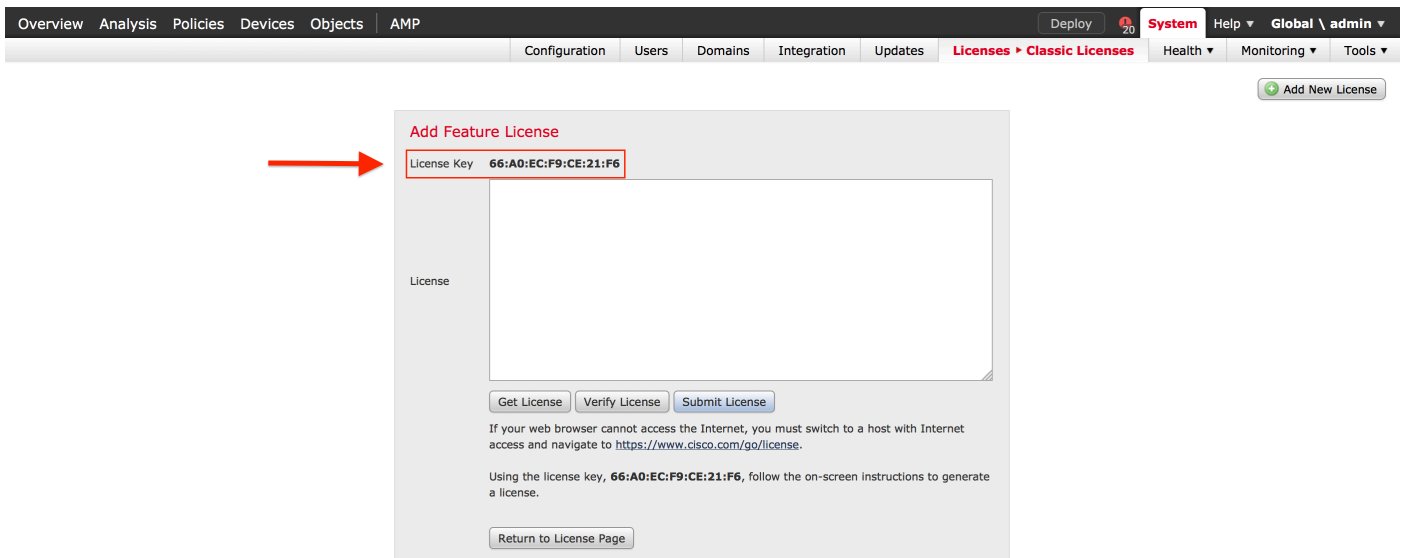 Overview Analysis Policies Devices Objects AMP Deploy 20 System Help ▼ Global \ admin ▼
Configuration Users Domains Integration Updates Licenses ▸ Classic Licenses Health ▼ Monitoring ▼ Tools ▼
Add New License
Add Feature License
License Key 66:A0:EC:F9:CE:21:F6
License
Get License Verify License Submit License
If your web browser cannot access the Internet, you must switch to a host with Internet
access and navigate to https://www.cisco.com/go/license.
Using the license key, 66:A0:EC:F9:CE:21:F6, follow the on-screen instructions to generate
a license.
Return to License Page